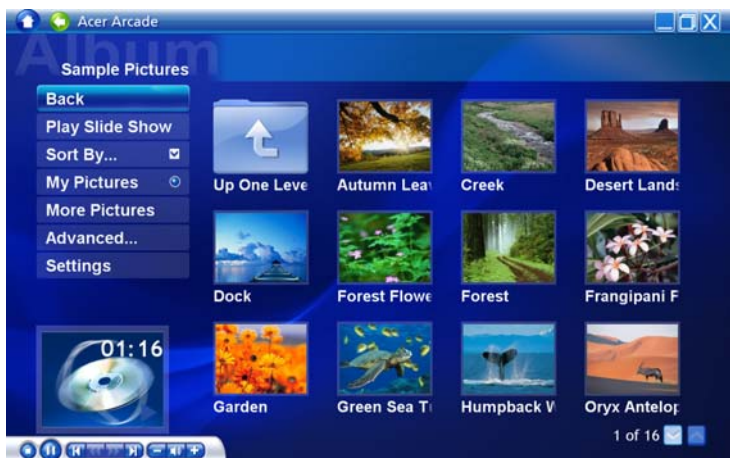 Acer Arcade
Album
Sample Pictures
Back
Play Slide Show
Sort By...
My Pictures
More Pictures
Advanced...
Settings
Up One Leve
Autumn Lea
Creek
Desert Lands
Dock
Forest Flowe
Forest
Frangipani F
Garden
Green Sea T
Humpback W
Oryx Antelop
01:16
1 of 16